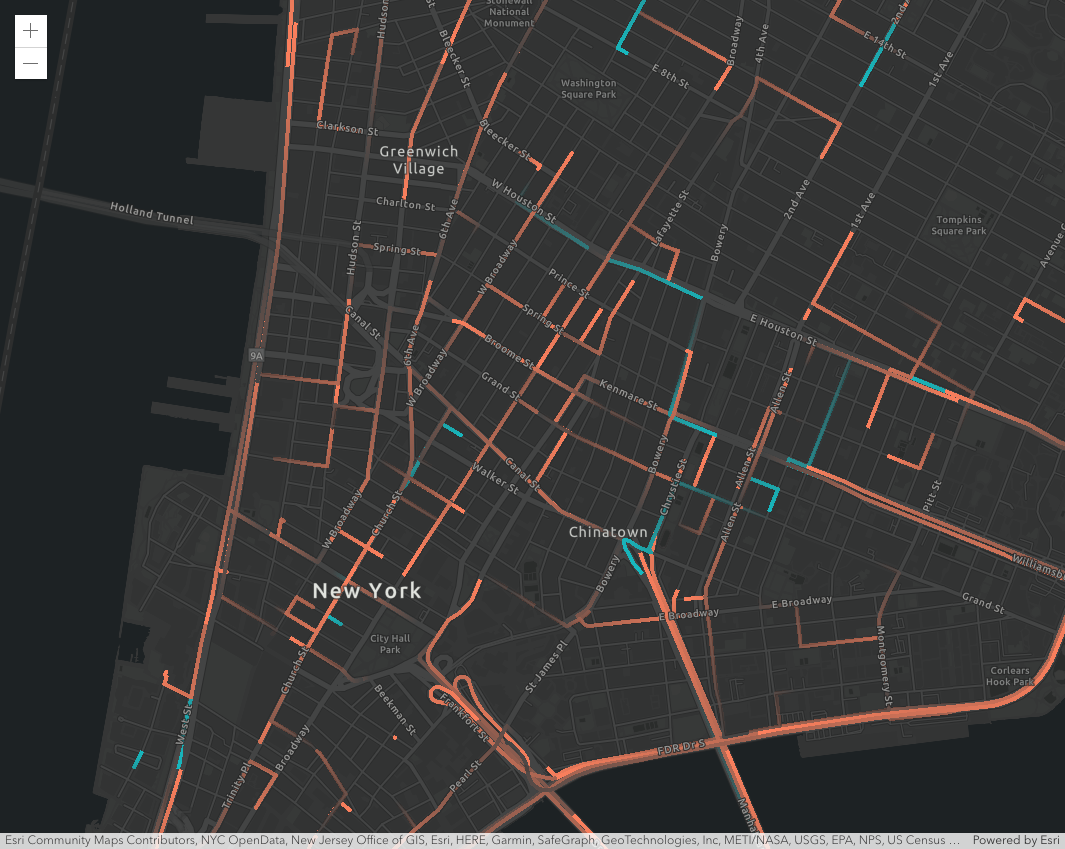 Stonewall
National
Monument
Hudson
Bleecker St
Broadway
4th Ave
2nd
E 14th St
1st Ave
E 8th St
Washington
Square Park
Clarkson St
Bleecker St
Greenwich
Village
W Houston St
Charlton St
6th Ave
Holland Tunnel
Lafayette St
2nd Ave
1st Ave
Tompkins
Square Park
Avenue C
Hudson St
Spring St
Bowery
W Broadway
Prince St
Spring St
Canal St
E Houston St
9A
6th Ave
Broome St
W Broadway
Grand St
Kenmare St
Allen St
Bowery
Walker St
Canal St
Chrystie St
Allen St
Pitt St
W Broadway
Church St
Allen St
Chinatown
Williamsb
New York
Bowery
E Broadway
Grand St
E Broadway
City Hall
Park
St James Pl
Montgomery St
Church St
Corlears
Hook Park
Beekman St
Frankfort St
West St
Broadway
FDR Dr S
Trinity Pl
Pearl St
Manha
Esri Community Maps Contributors, NYC OpenData, New Jersey Office of GIS, Esri, HERE, Garmin, SafeGraph, GeoTechnologies, Inc, METI/NASA, USGS, EPA, NPS, US Census ... Powered by Esri